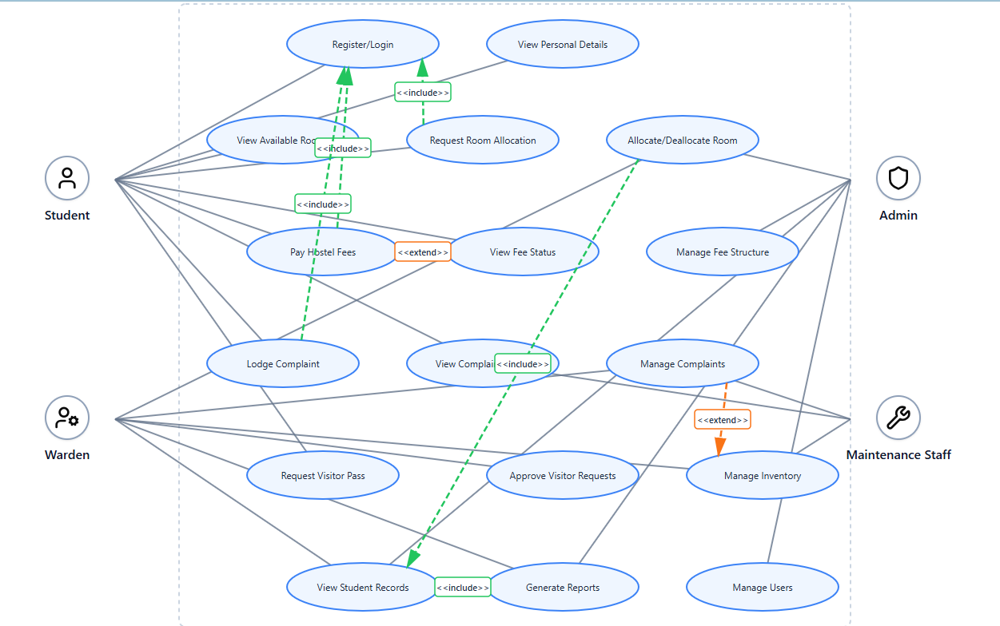 Register/Login
View Personal Details
<<include>>
View Available
Request Room Allocation
Allocate/Deallocate Room
<<include>>
Student
Admin
<<include>>
Pay Hostel Fees
<<extend>>
View Fee Status
Manage Fee Structure
Lodge Complaint
View
<<include>>
Manage Complaints
<<extend>>
Warden
Maintenance Staff
Request Visitor Pass
Approve Visitor Requests
Manage Inventory
View Student Records
<<include>>
Generate Reports
Manage Users